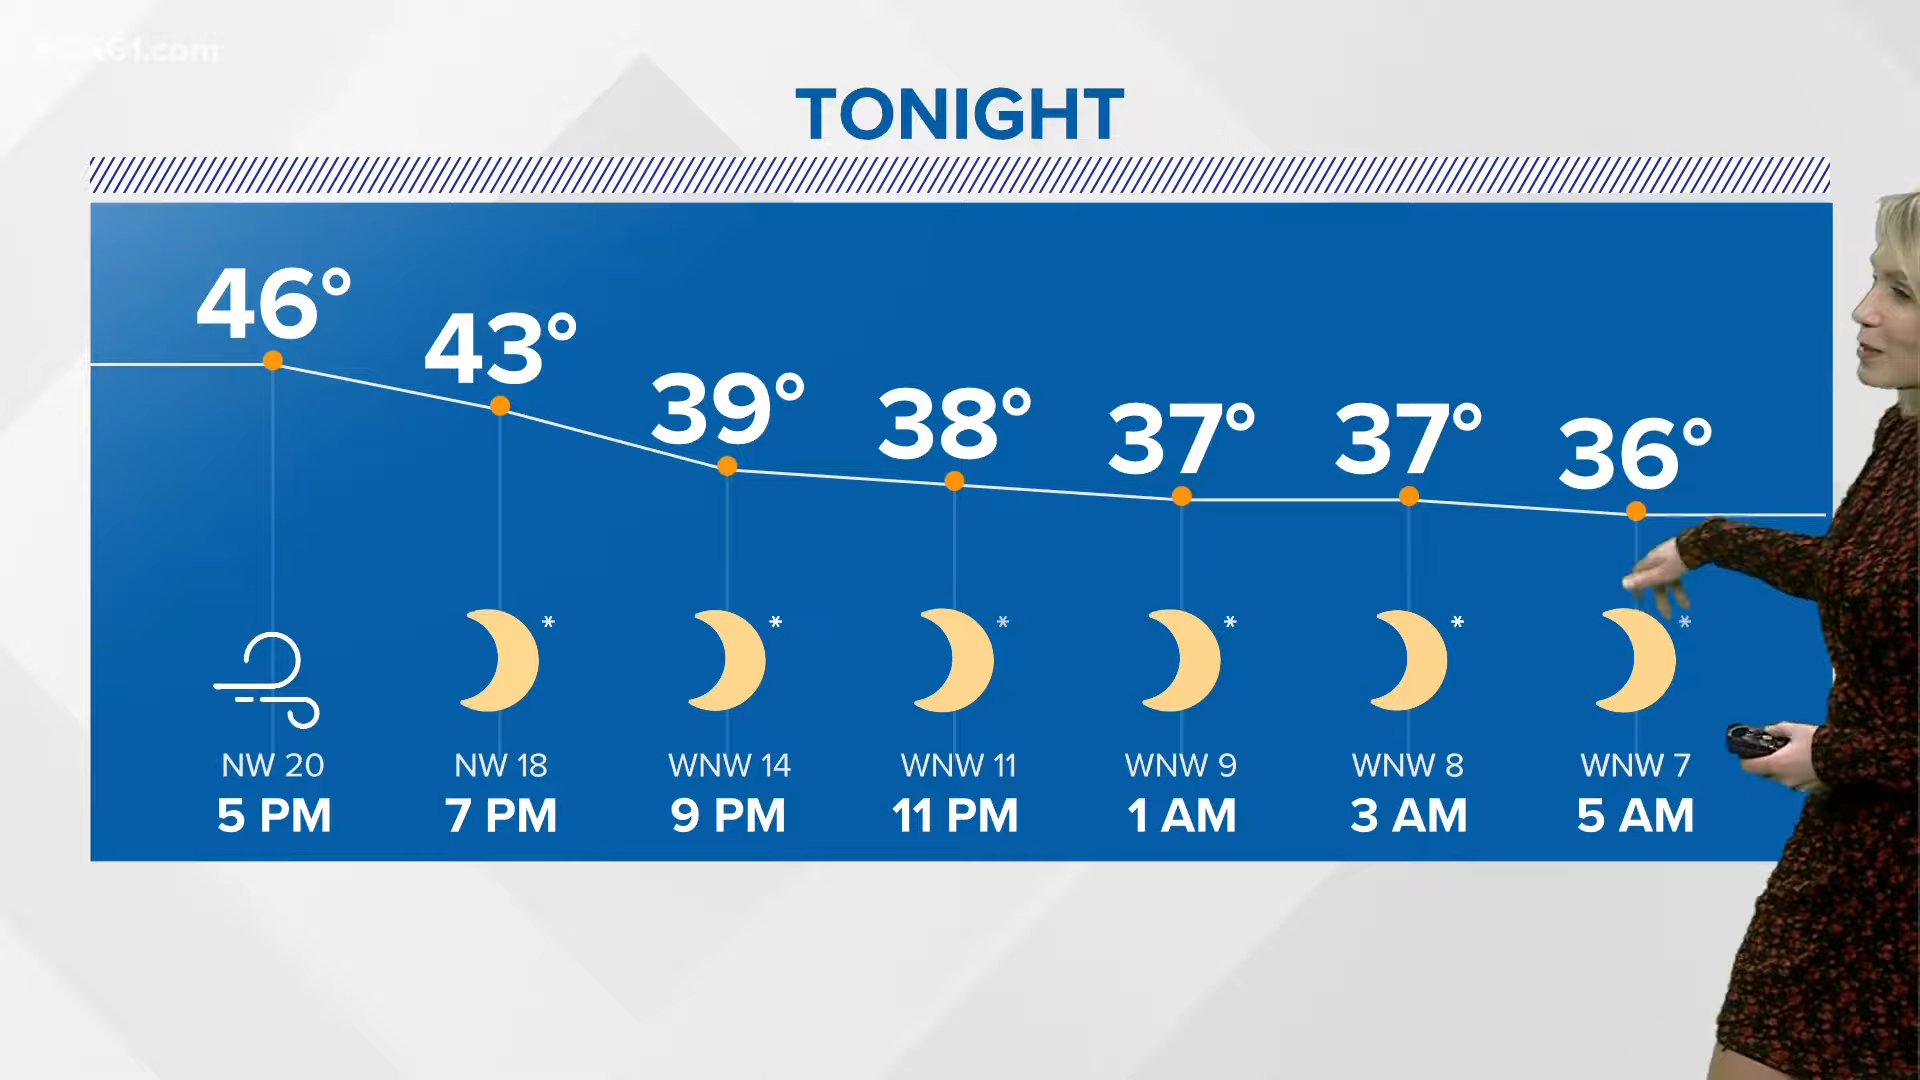 TONIGHT
46° 43° 39° 38° 37° 37° 36°
NW 20 NW 18 WNW 14 WNW 11 WNW 9 WNW 8 WNW 7
5 PM 7 PM 9 PM 11 PM 1 AM 3 AM 5 AM